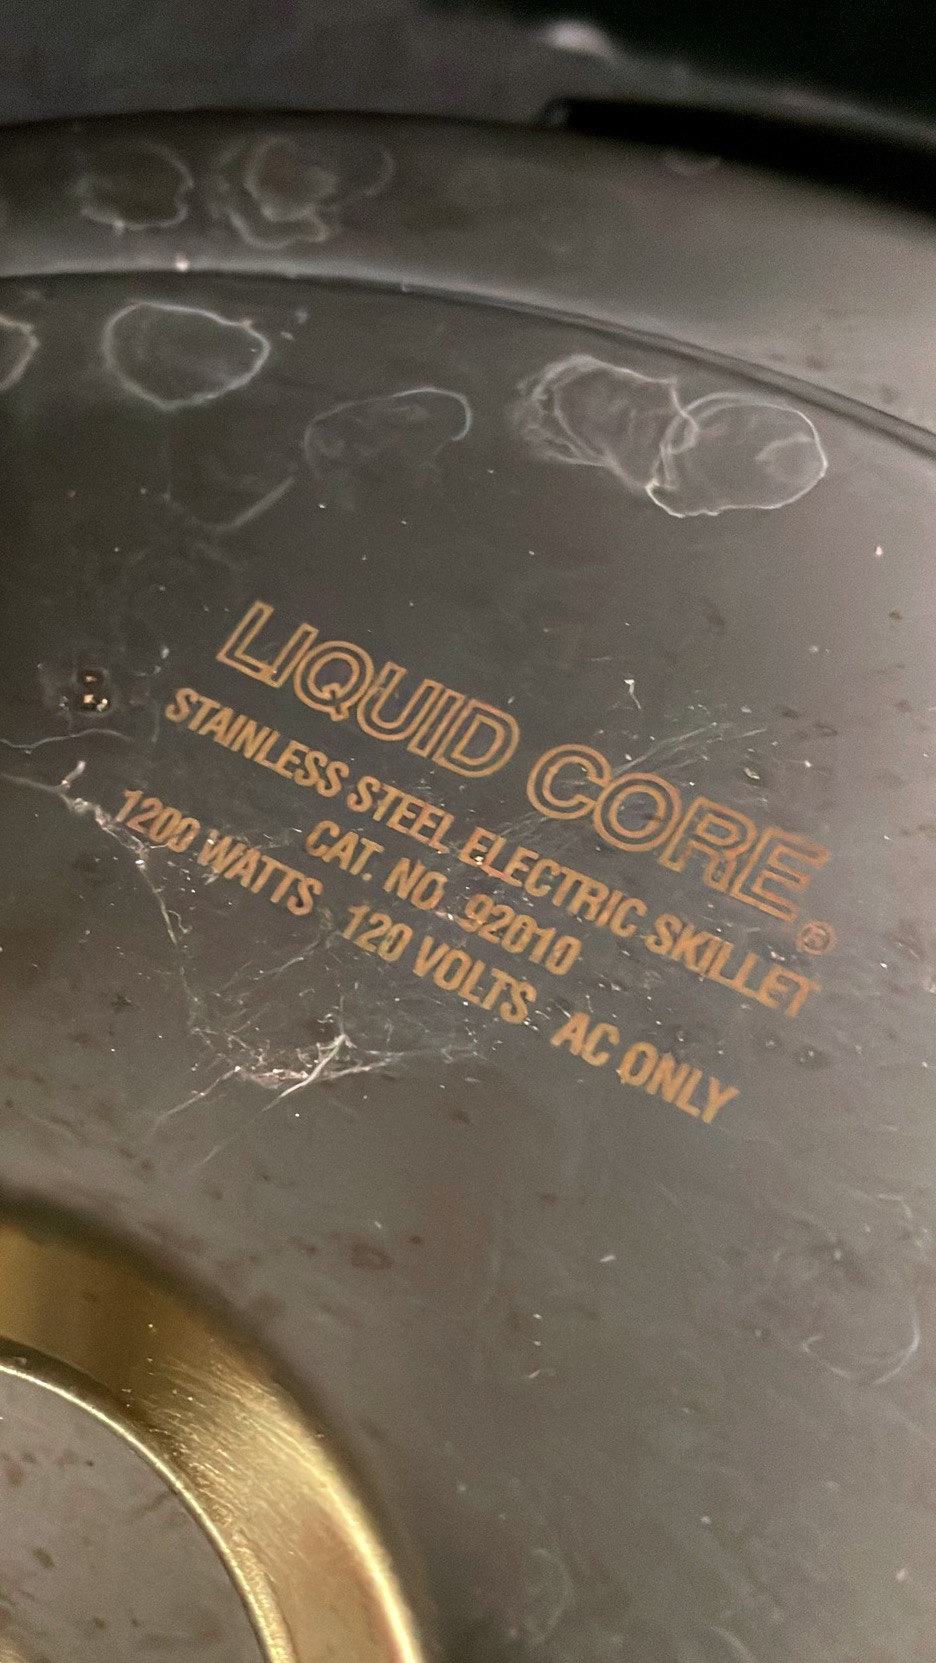 LIQUID CORE®
STAINLESS STEEL ELECTRIC SKILLET
CAT. NO. 92010
1200 WATTS 120 VOLTS AC ONLY